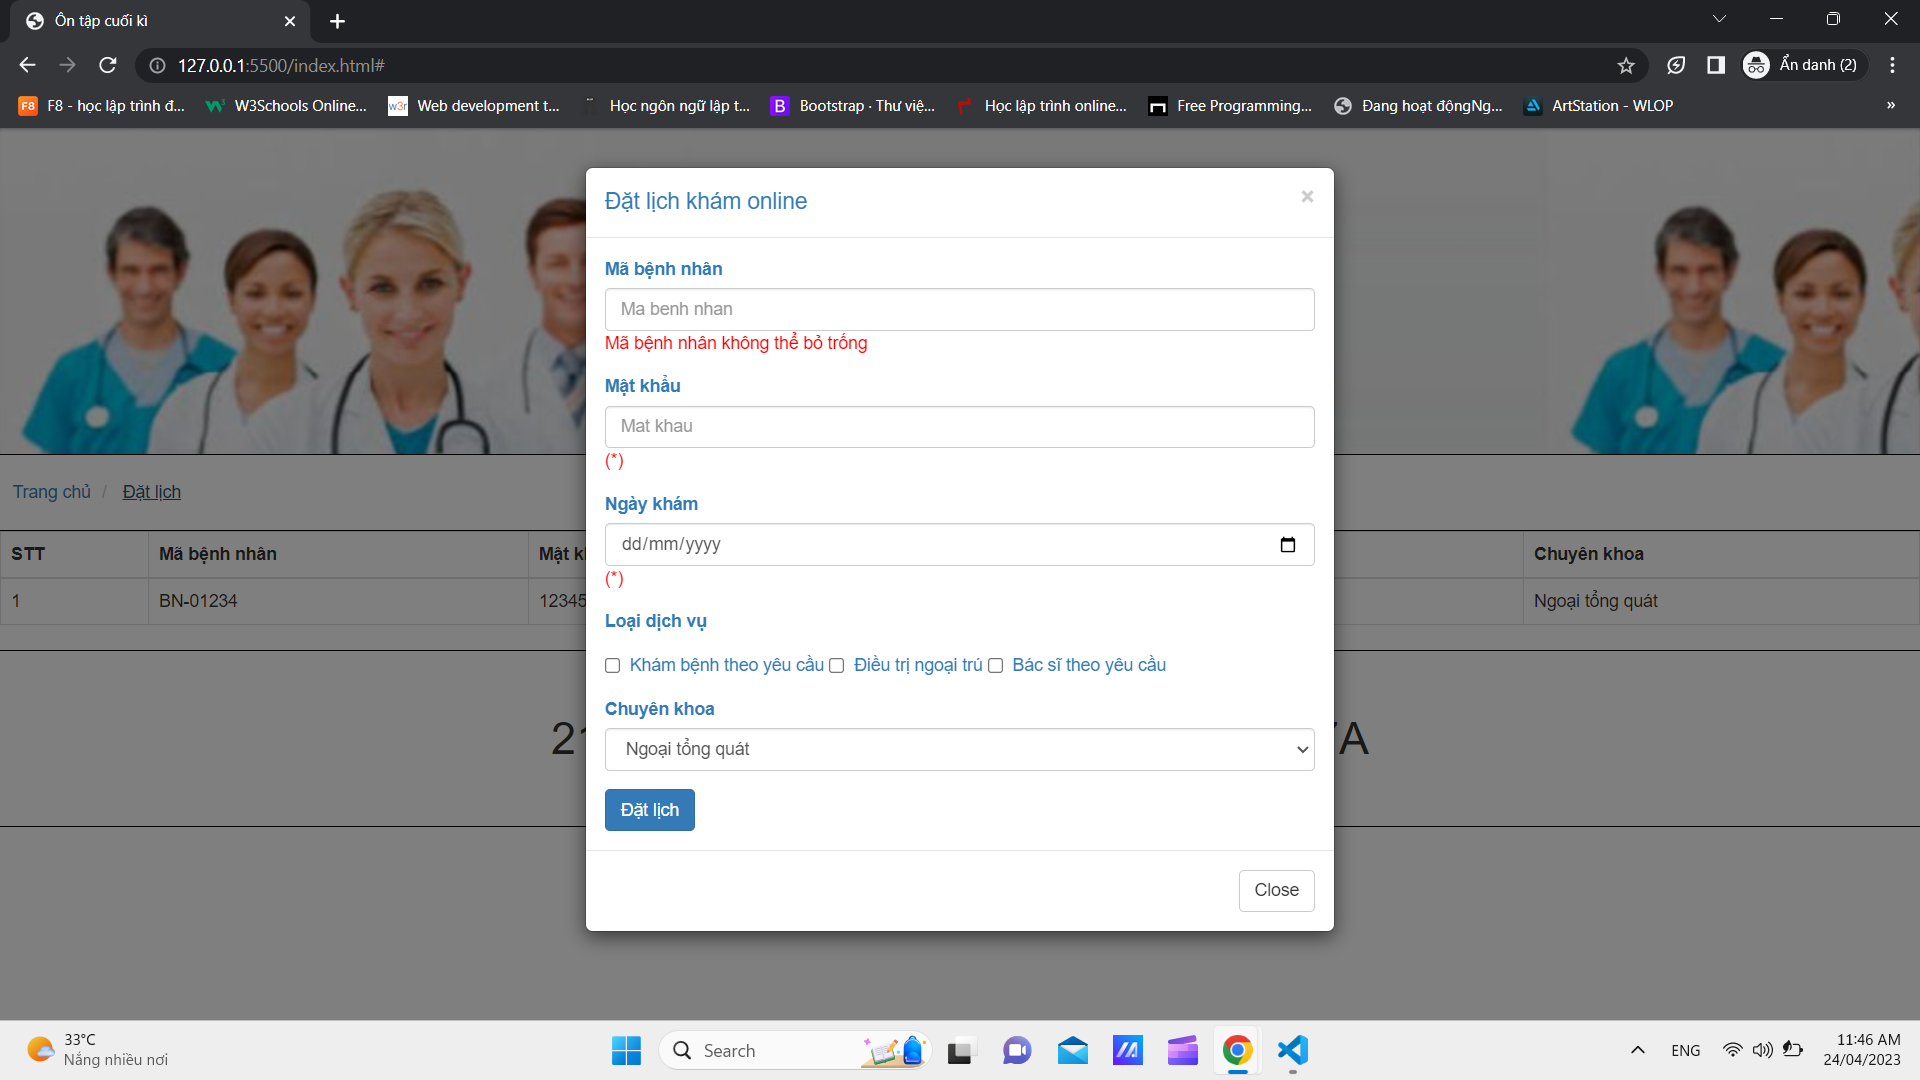 Ôn tập cuối kì
127.0.0.1:5500/index.html#
Ẩn danh (2)
F8 - học lập trình đ...
W3Schools Online...
w3r
Web development t...
Học ngôn ngữ lập t...
B
Bootstrap · Thư việ...
Học lập trình online...
Free Programming...
Đang hoạt độngNg...
ArtStation - WLOP
»
Đặt lịch khám online
×
Mã bệnh nhân
Ma benh nhan
Mã bệnh nhân không thể bỏ trống
Mật khẩu
Mat khau
(*)
Trang chủ / Đặt lịch
Ngày khám
dd/mm/yyyy
(*)
STT Mã bệnh nhân Mật Chuyên khoa
1 BN-01234 12345 Ngoại tổng quát
Loại dịch vụ
Khám bệnh theo yêu cầu Điều trị ngoại trú Bác sĩ theo yêu cầu
Chuyên khoa
Ngoại tổng quát
Đặt lịch
Close
33°C
Nắng nhiều nơi
Search
ENG
11:46 AM
24/04/2023